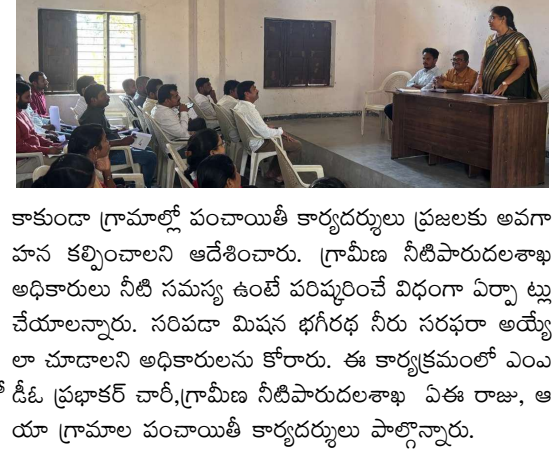 కాకుండా గ్రామాల్లో పంచాయితీ కార్యదర్శులు ప్రజలకు అవగా
హన కల్పించాలని ఆదేశించారు. గ్రామీణ నీటిపారుదలశాఖ
అధికారులు నీటి సమస్య ఉంటే పరిష్కరించే విధంగా ఏర్పా ట్లు
చేయాలన్నారు. సరిపడా మిషన భగీరథ నీరు సరఫరా అయ్యే
లా చూడాలని అధికారులను కోరారు. ఈ కార్యక్రమంలో ఎంఎ
డీఓ ప్రభాకర్ చారి,గ్రామీణ నీటిపారుదలశాఖ ఏఈ రాజు, ఆ
యా గ్రామాల పంచాయితీ కార్యదర్శులు పాల్గొన్నారు.